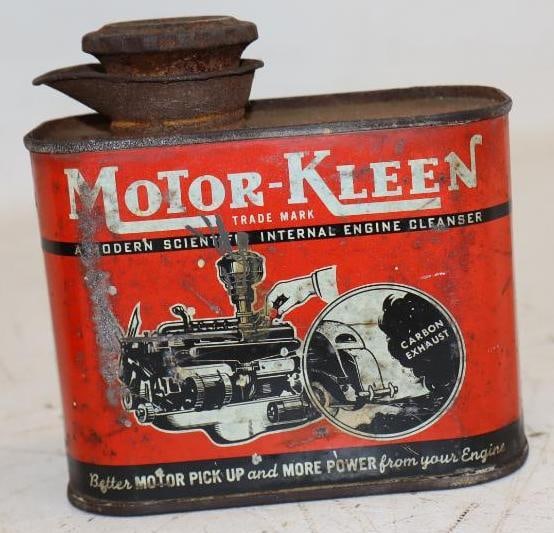 MOTOR-KLEEN
TRADE MARK
A MODERN SCIENTIFIC INTERNAL ENGINE CLEANSER
CARBON
EXHAUST
Better MOTOR PICK UP and MORE POWER from your Engine